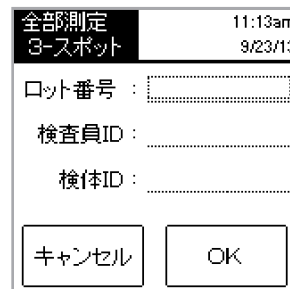 全部測定 11:13am
3-スポット 9/23/13
ロット番号 :
検査員ID :
検体ID :
キャンセル OK